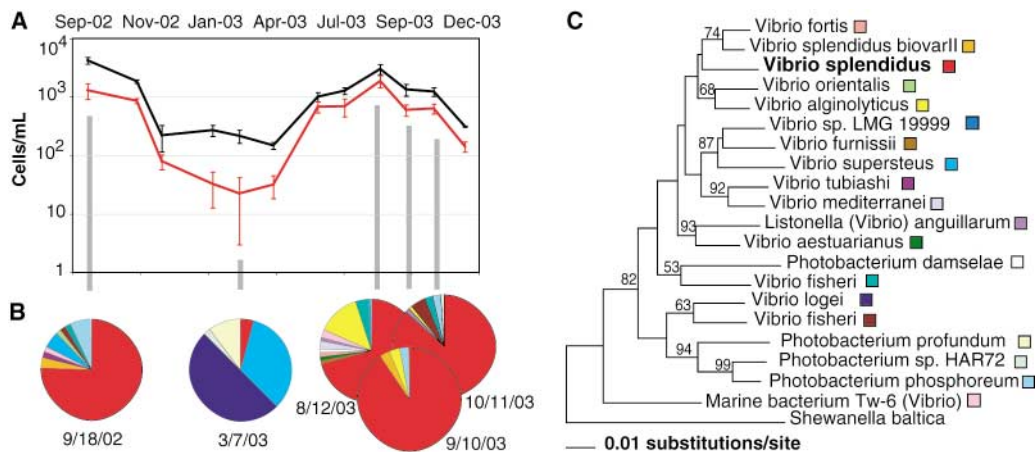 A
Sep-02 Nov-02 Jan-03 Apr-03 Jul-03 Sep-03 Dec-03
Cells/mL
10^4
10^3
10^2
10
1
B
9/18/02
3/7/03
8/12/03
9/10/03
10/11/03
C
Vibrio fortis
74
Vibrio splendidus biovarII
Vibrio splendidus
Vibrio orientalis
68
Vibrio alginolyticus
Vibrio sp. LMG 19999
87
Vibrio furnissii
Vibrio supersteus
Vibrio tubiashi
92
Vibrio mediterranei
Listonella (Vibrio) anguillarum
93
Vibrio aestuarianus
Photobacterium damselae
53
82
Vibrio fisheri
Vibrio logei
63
Vibrio fisheri
Photobacterium profundum
94
Photobacterium sp. HAR72
99
Photobacterium phosphoreum
Marine bacterium Tw-6 (Vibrio)
Shewanella baltica
0.01 substitutions/site